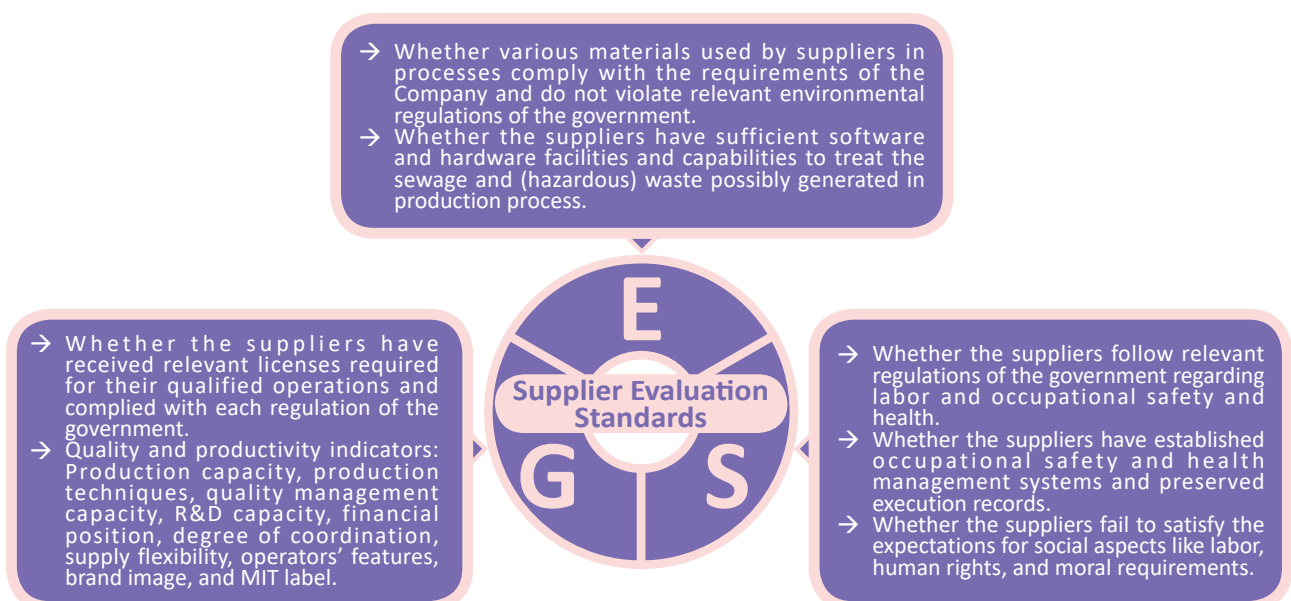 → Whether various materials used by suppliers in
processes comply with the requirements of the
Company and do not violate relevant environmental
regulations of the government.
→ Whether the suppliers have sufficient software
and hardware facilities and capabilities to treat the
sewage and (hazardous) waste possibly generated in
production process.
E
Supplier Evaluation
Standards
G
S
→ Whether the suppliers have
received relevant licenses required
for their qualified operations and
complied with each regulation of the
government.
→ Quality and productivity indicators:
Production capacity, production
techniques, quality management
capacity, R&D capacity, financial
position, degree of coordination,
supply flexibility, operators’ features,
brand image, and MIT label.
→ Whether the suppliers follow relevant
regulations of the government regarding
labor and occupational safety and
health.
→ Whether the suppliers have established
occupational safety and health
management systems and preserved
execution records.
→ Whether the suppliers fail to satisfy the
expectations for social aspects like labor,
human rights, and moral requirements.